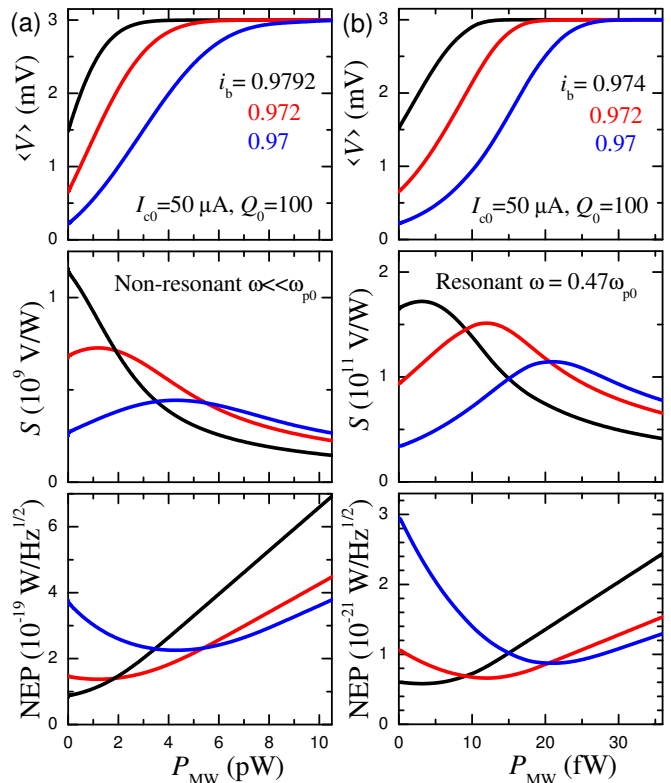 (a)
3
2
1
0
⟨V⟩ (mV)
i_b = 0.9792
0.972
0.97
I_c0=50 μA, Q_0=100
(b)
3
2
1
0
⟨V⟩ (mV)
i_b = 0.974
0.972
0.97
I_c0=50 μA, Q_0=100
1
0
S (10^9 V/W)
Non-resonant ω<<ω_p0
2
1
0
S (10^11 V/W)
Resonant ω = 0.47ω_p0
6
4
2
0
NEP (10^-19 W/Hz^1/2)
0 2 4 6 8 10
P_MW (pW)
3
2
1
0
NEP (10^-21 W/Hz^1/2)
0 10 20 30
P_MW (fW)